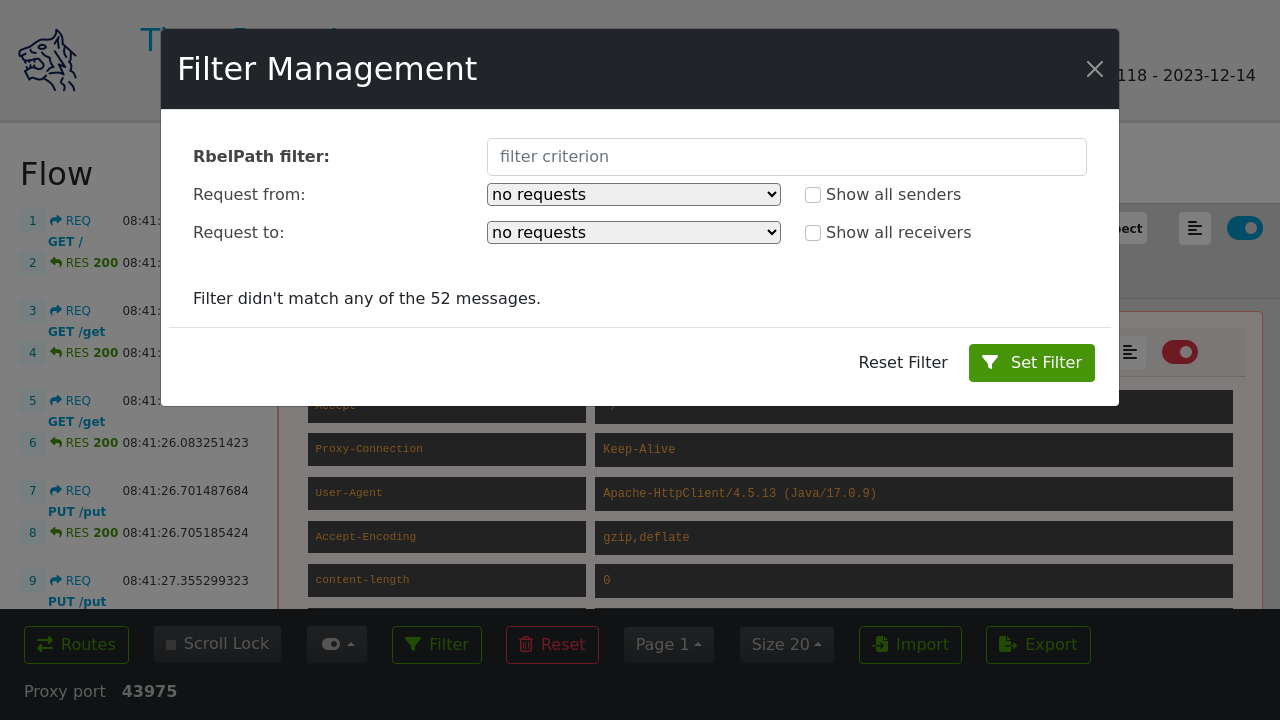 Filter Management
118 - 2023-12-14
RbelPath filter:
filter criterion
Request from:
no requests
Show all senders
Request to:
no requests
Show all receivers
Filter didn't match any of the 52 messages.
Reset Filter
Set Filter
Flow
1 REQ 08:41:
GET /
2 RES 200 08:41:
3 REQ 08:41:
GET /get
4 RES 200 08:41:
5 REQ 08:41:
GET /get
6 RES 200 08:41:26.083251423
7 REQ 08:41:26.701487684
PUT /put
8 RES 200 08:41:26.705185424
9 REQ 08:41:27.355299323
PUT /put
Accept
Proxy-Connection Keep-Alive
User-Agent Apache-HttpClient/4.5.13 (Java/17.0.9)
Accept-Encoding gzip,deflate
content-length 0
Routes
Scroll Lock
Filter
Reset
Page 1
Size 20
Import
Export
Proxy port 43975